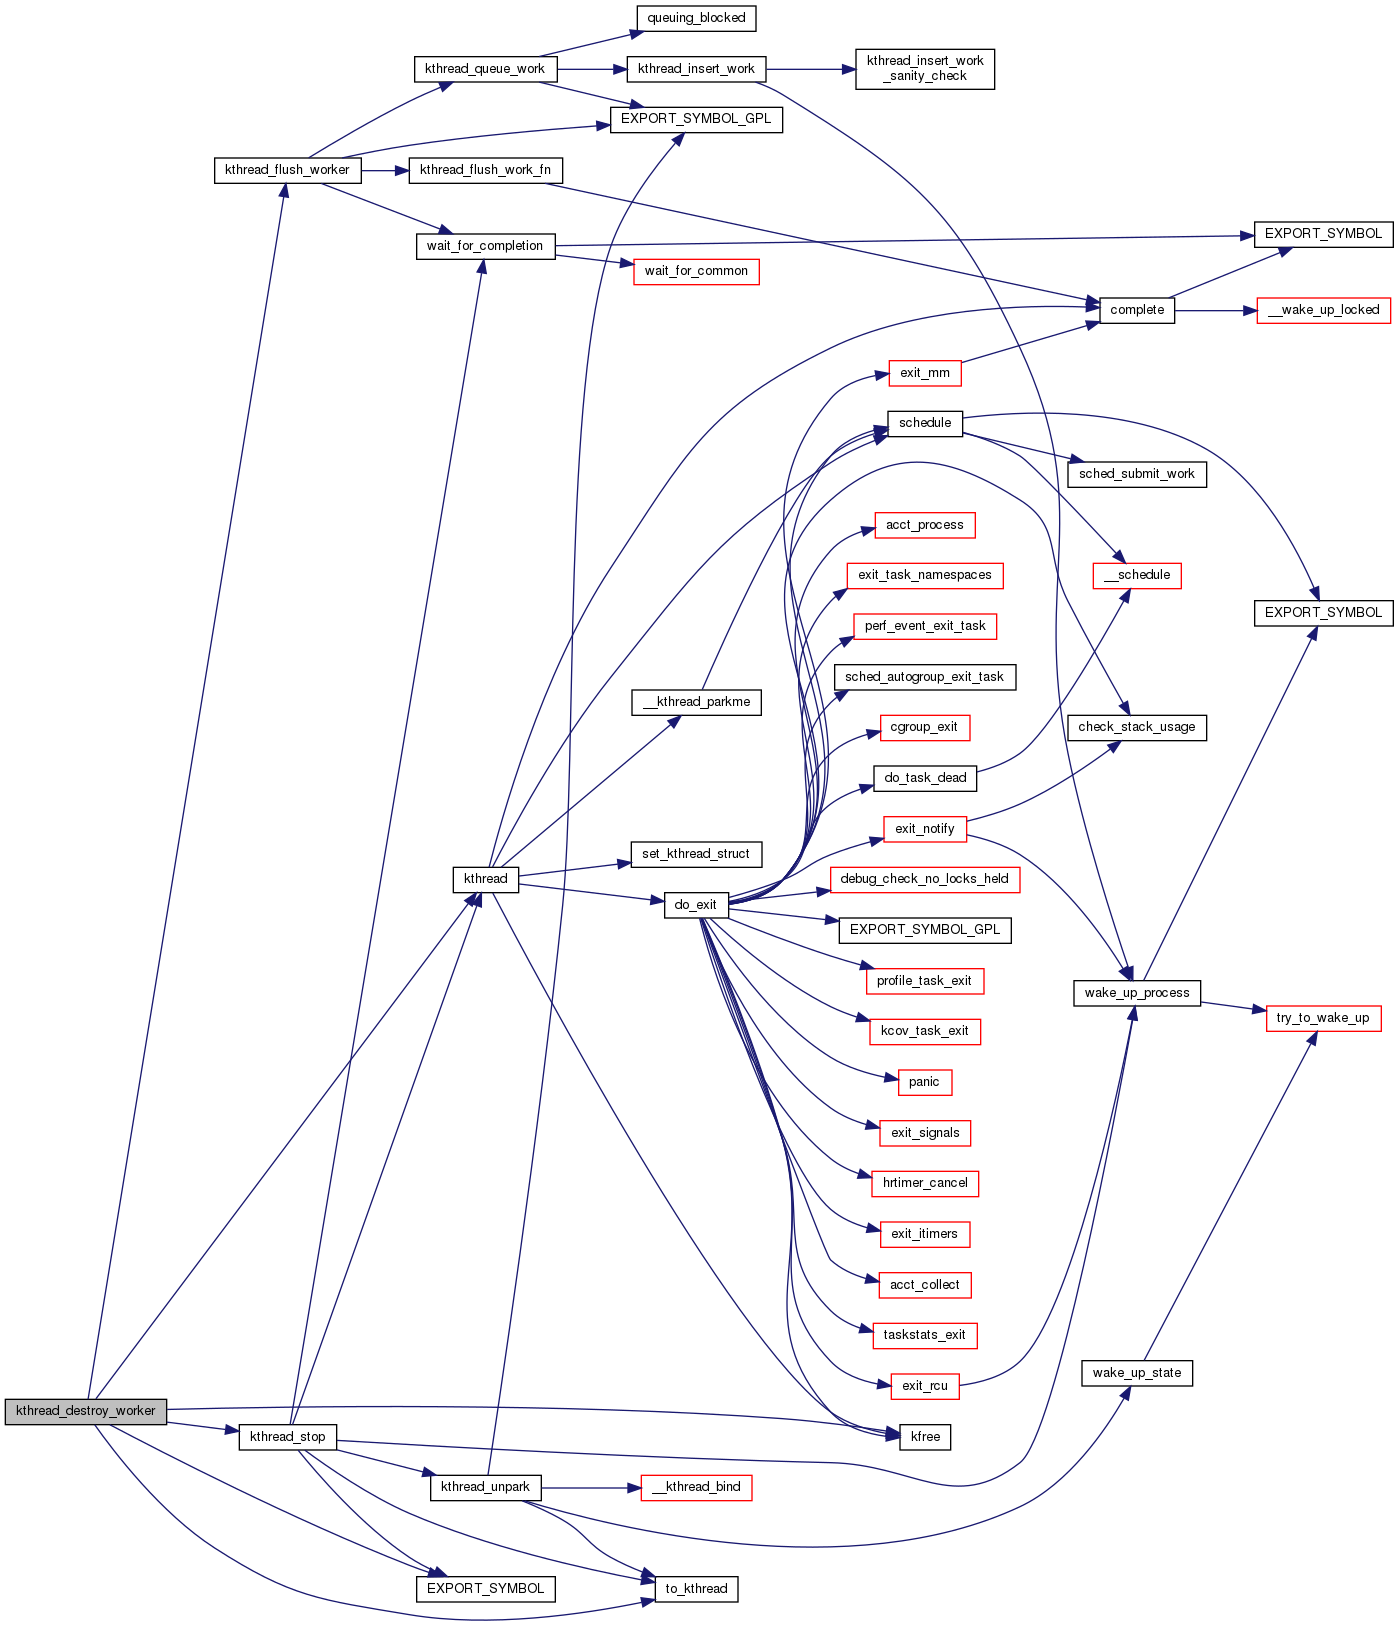 queuing_blocked
kthread_queue_work
kthread_insert_work
kthread_insert_work
_sanity_check
EXPORT_SYMBOL_GPL
kthread_flush_worker
kthread_flush_work_fn
wait_for_completion
EXPORT_SYMBOL
wait_for_common
complete
__wake_up_locked
exit_mm
schedule
sched_submit_work
acct_process
exit_task_namespaces
__schedule
perf_event_exit_task
EXPORT_SYMBOL
sched_autogroup_exit_task
__kthread_parkme
cgroup_exit
check_stack_usage
do_task_dead
exit_notify
set_kthread_struct
kthread
debug_check_no_locks_held
do_exit
EXPORT_SYMBOL_GPL
profile_task_exit
wake_up_process
try_to_wake_up
kcov_task_exit
panic
exit_signals
hrtimer_cancel
exit_itimers
acct_collect
taskstats_exit
wake_up_state
exit_rcu
kthread_destroy_worker
kthread_stop
kfree
kthread_unpark
__kthread_bind
EXPORT_SYMBOL
to_kthread